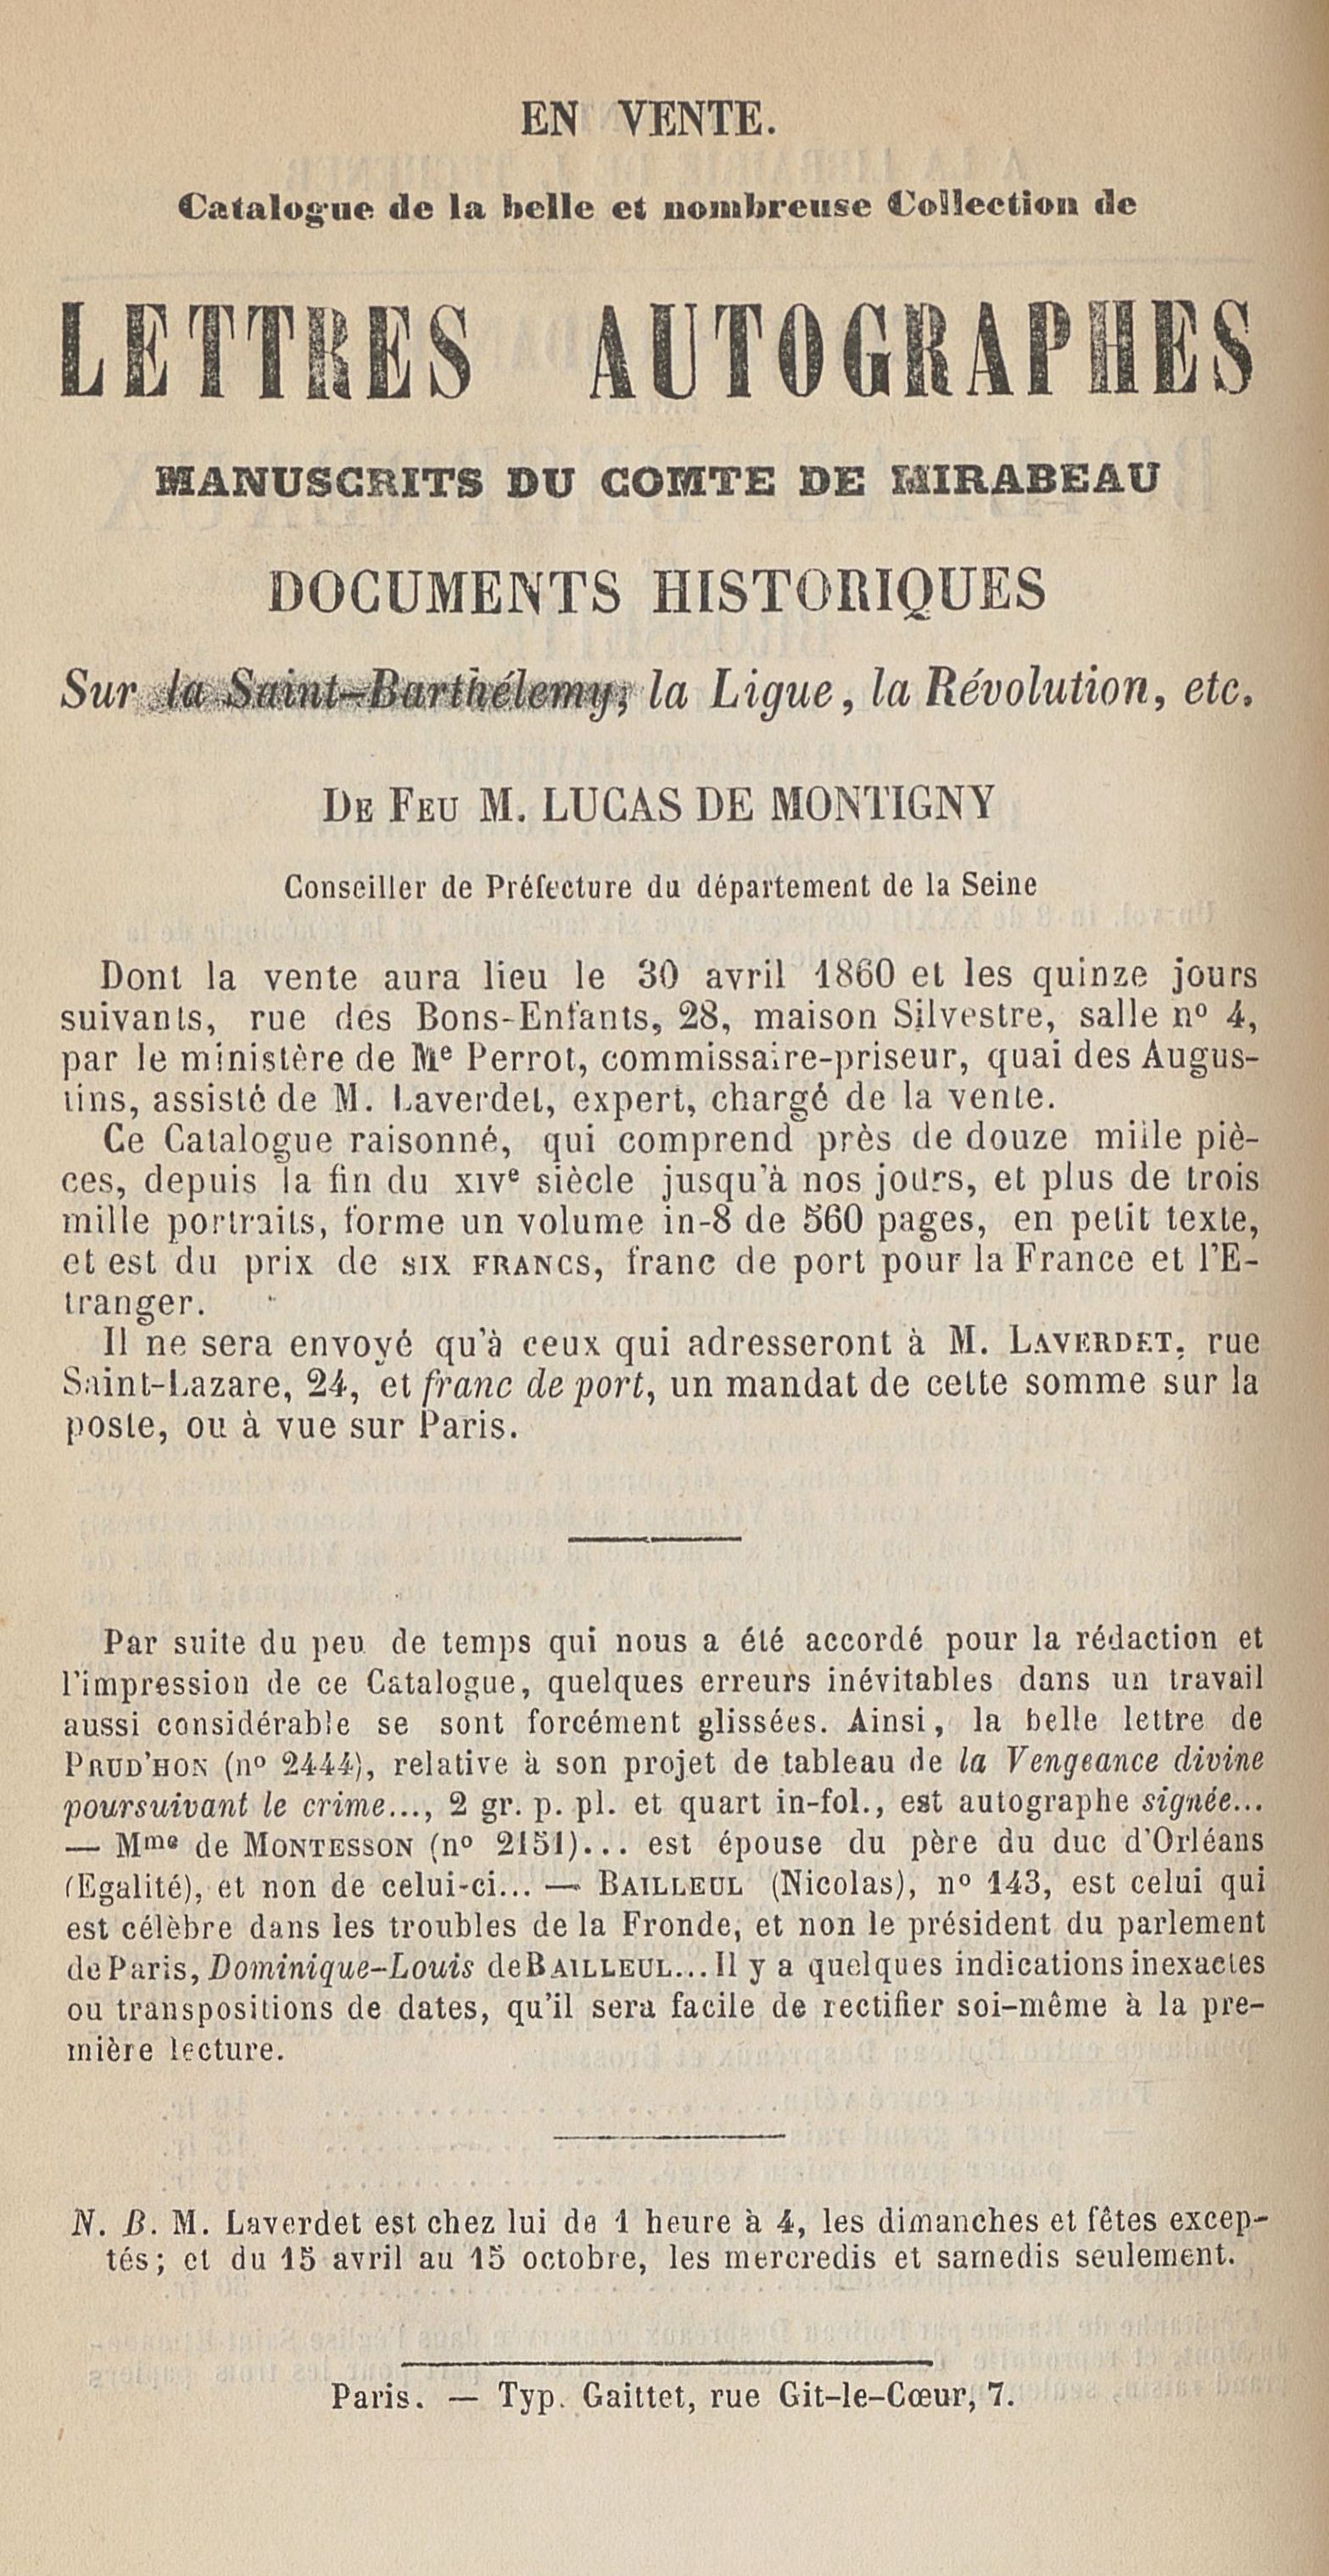 EN VENTE.
Catalogue de la belle et nombreuse Collection de
LETTRES AUTOGRAPHES
MANUSCRITS DU COMTE DE MIRABEAU
DOCUMENTS HISTORIQUES
Sur la Saint-Barthélemy, la Ligue, la Révolution, etc.
DE FEU M. LUCAS DE MONTIGNY
Conseiller de Préfecture du département de la Seine
Dont la vente aura lieu le 30 avril 1860 et les quinze jours
suivants, rue des Bons-Enfants, 28, maison Silvestre, salle nº 4,
par le ministère de Me Perrot, commissaire-priseur, quai des Augus-
tins, assisté de M. Laverdet, expert, chargé de la vente.
Ce Catalogue raisonné, qui comprend près de douze mille piè-
ces, depuis la fin du XIVe siècle jusqu'à nos jours, et plus de trois
mille portraits, forme un volume in-8 de 560 pages, en petit texte,
et est du prix de SIX FRANCS, franc de port pour la France et l'E-
tranger.
Il ne sera envoyé qu'à ceux qui adresseront à M. LAVERDET, rue
Saint-Lazare, 24, et franc de port, un mandat de cette somme sur la
poste, ou à vue sur Paris.
Par suite du peu de temps qui nous a été accordé pour la rédaction et
l'impression de ce Catalogue, quelques erreurs inévitables dans un travail
aussi considérable se sont forcément glissées. Ainsi, la belle lettre de
PRUD'HON (nº 2444), relative à son projet de tableau de la Vengeance divine
poursuivant le crime..., 2 gr. p. pl. et quart in-fol., est autographe signée...
— Mme de MONTESSON (nº 2151)... est épouse du père du duc d'Orléans
(Egalité), et non de celui-ci... — BAILLEUL (Nicolas), nº 143, est celui qui
est célèbre dans les troubles de la Fronde, et non le président du parlement
de Paris, Dominique-Louis de BAILLEUL... Il y a quelques indications inexactes
ou transpositions de dates, qu'il sera facile de rectifier soi-même à la pre-
mière lecture.
N. B. M. Laverdet est chez lui de 1 heure à 4, les dimanches et fêtes excep-
tés; et du 15 avril au 15 octobre, les mercredis et samedis seulement.
Paris. — Typ. Gaittet, rue Git-le-Cœur, 7.